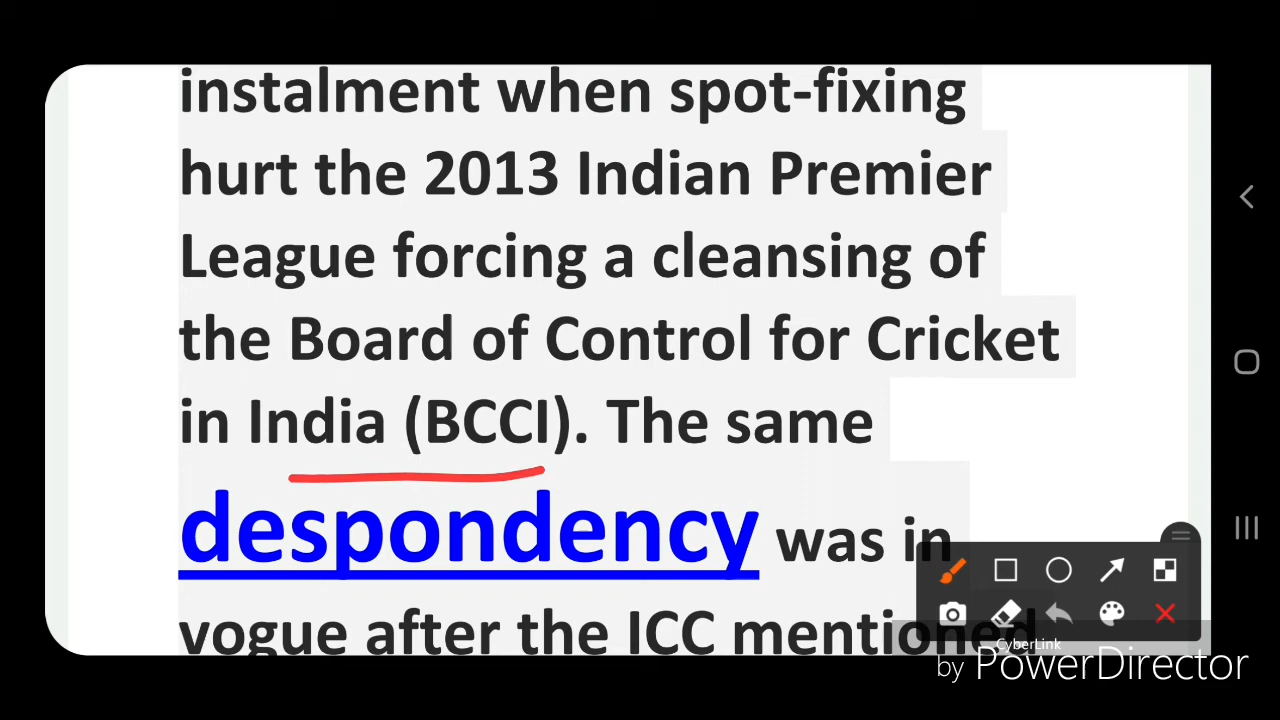 instalment when spot-fixing
hurt the 2013 Indian Premier
League forcing a cleansing of
the Board of Control for Cricket
in India (BCCI). The same
despondency was in
vogue after the ICC mentioned
CyberLink
by PowerDirector